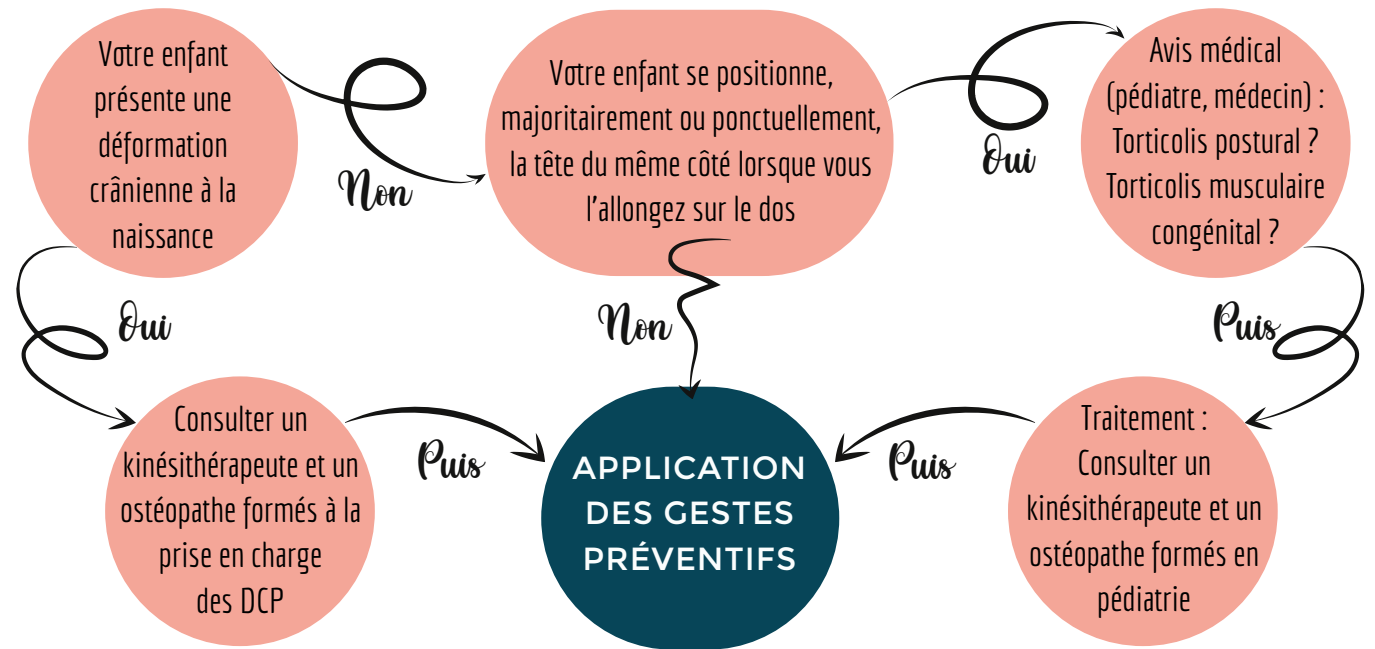 Votre enfant
présente une
déformation
crânienne à la
naissance
Non
Votre enfant se positionne,
majoritairement ou ponctuellement,
la tête du même côté lorsque vous
l'allongez sur le dos
Oui
Avis médical
(pédiatre, médecin) :
Torticolis postural ?
Torticolis musculaire
congénital ?
Oui
Non
Puis
Consulter un
kinésithérapeute et un
ostéopathe formés à la
prise en charge
des DCP
Puis
APPLICATION
DES GESTES
PRÉVENTIFS
Puis
Traitement :
Consulter un
kinésithérapeute et un
ostéopathe formés en
pédiatrie